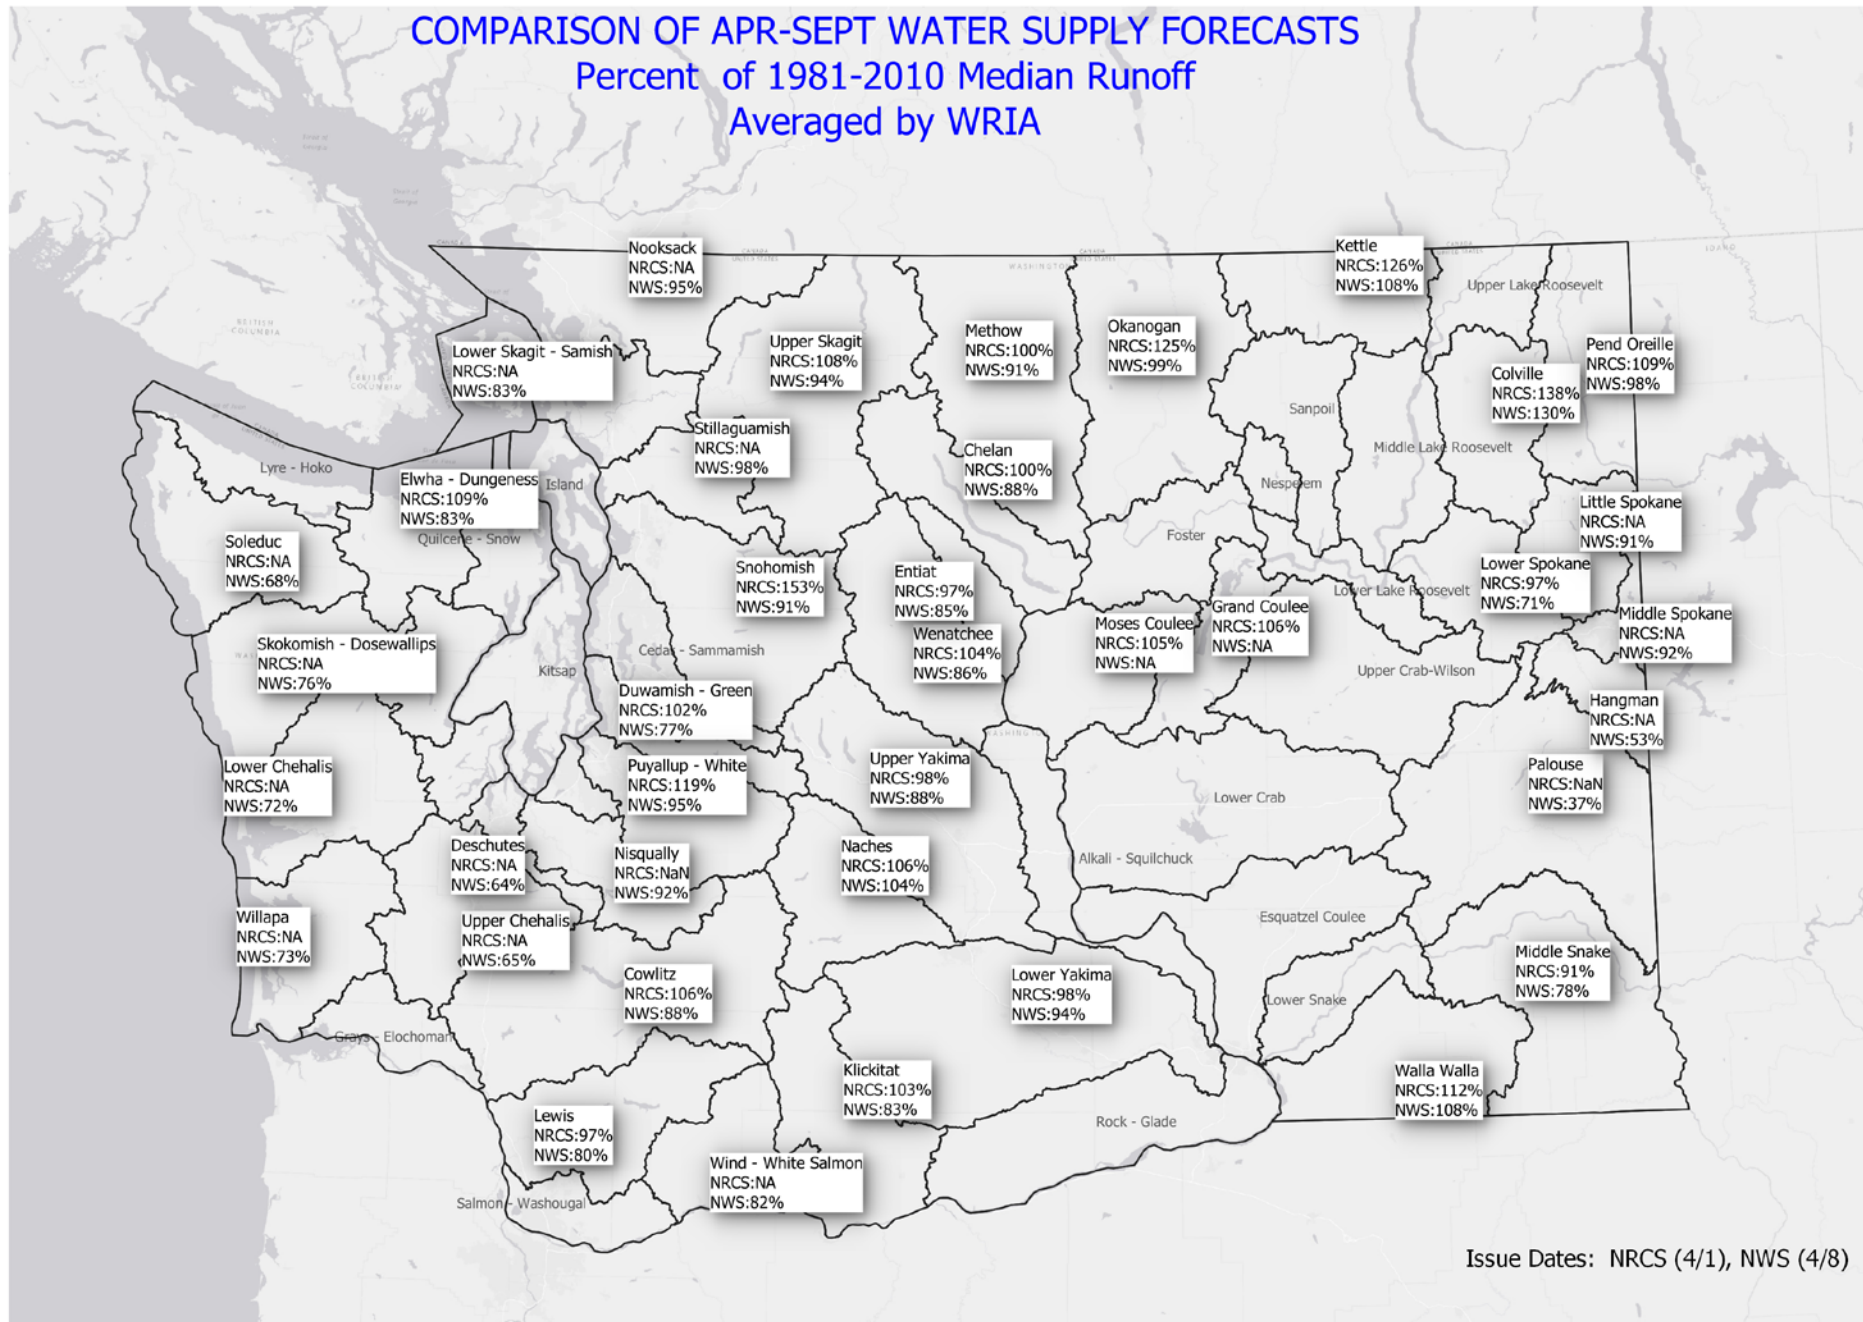 COMPARISON OF APR-SEPT WATER SUPPLY FORECASTS
Percent of 1981-2010 Median Runoff
Averaged by WRIA
Nooksack
NRCS:NA
NWS:95%
Kettle
NRCS:126%
NWS:108%
Upper Lake Roosevelt
Lower Skagit - Samish
NRCS:NA
NWS:83%
Upper Skagit
NRCS:108%
NWS:94%
Methow
NRCS:100%
NWS:91%
Okanogan
NRCS:125%
NWS:99%
Pend Oreille
NRCS:109%
NWS:98%
Colville
NRCS:138%
NWS:130%
Sanpoil
Middle Lake Roosevelt
Stillaguamish
NRCS:NA
NWS:98%
Chelan
NRCS:100%
NWS:88%
Lyre - Hoko
Elwha - Dungeness
NRCS:109%
NWS:83%
Island
Nespelem
Little Spokane
NRCS:NA
NWS:91%
Quilcene - Snow
Foster
Soleduc
NRCS:NA
NWS:68%
Snohomish
NRCS:153%
NWS:91%
Entiat
NRCS:97%
NWS:85%
Lower Spokane
NRCS:97%
NWS:71%
Lower Lake Roosevelt
Grand Coulee
NRCS:106%
NWS:NA
Middle Spokane
NRCS:NA
NWS:92%
Moses Coulee
NRCS:105%
NWS:NA
Wenatchee
NRCS:104%
NWS:86%
Skokomish - Dosewallips
NRCS:NA
NWS:76%
Cedar - Sammamish
Kitsap
Upper Crab-Wilson
Duwamish - Green
NRCS:102%
NWS:77%
Hangman
NRCS:NA
NWS:53%
Lower Chehalis
NRCS:NA
NWS:72%
Puyallup - White
NRCS:119%
NWS:95%
Upper Yakima
NRCS:98%
NWS:88%
Palouse
NRCS:NaN
NWS:37%
Lower Crab
Deschutes
NRCS:NA
NWS:64%
Nisqually
NRCS:NaN
NWS:92%
Naches
NRCS:106%
NWS:104%
Alkali - Squilchuck
Willapa
NRCS:NA
NWS:73%
Upper Chehalis
NRCS:NA
NWS:65%
Esquatzel Coulee
Middle Snake
NRCS:91%
NWS:78%
Cowlitz
NRCS:106%
NWS:88%
Lower Yakima
NRCS:98%
NWS:94%
Lower Snake
Grays - Elochoman
Klickitat
NRCS:103%
NWS:83%
Walla Walla
NRCS:112%
NWS:108%
Lewis
NRCS:97%
NWS:80%
Rock - Glade
Wind - White Salmon
NRCS:NA
NWS:82%
Salmon - Washougal
Issue Dates: NRCS (4/1), NWS (4/8)